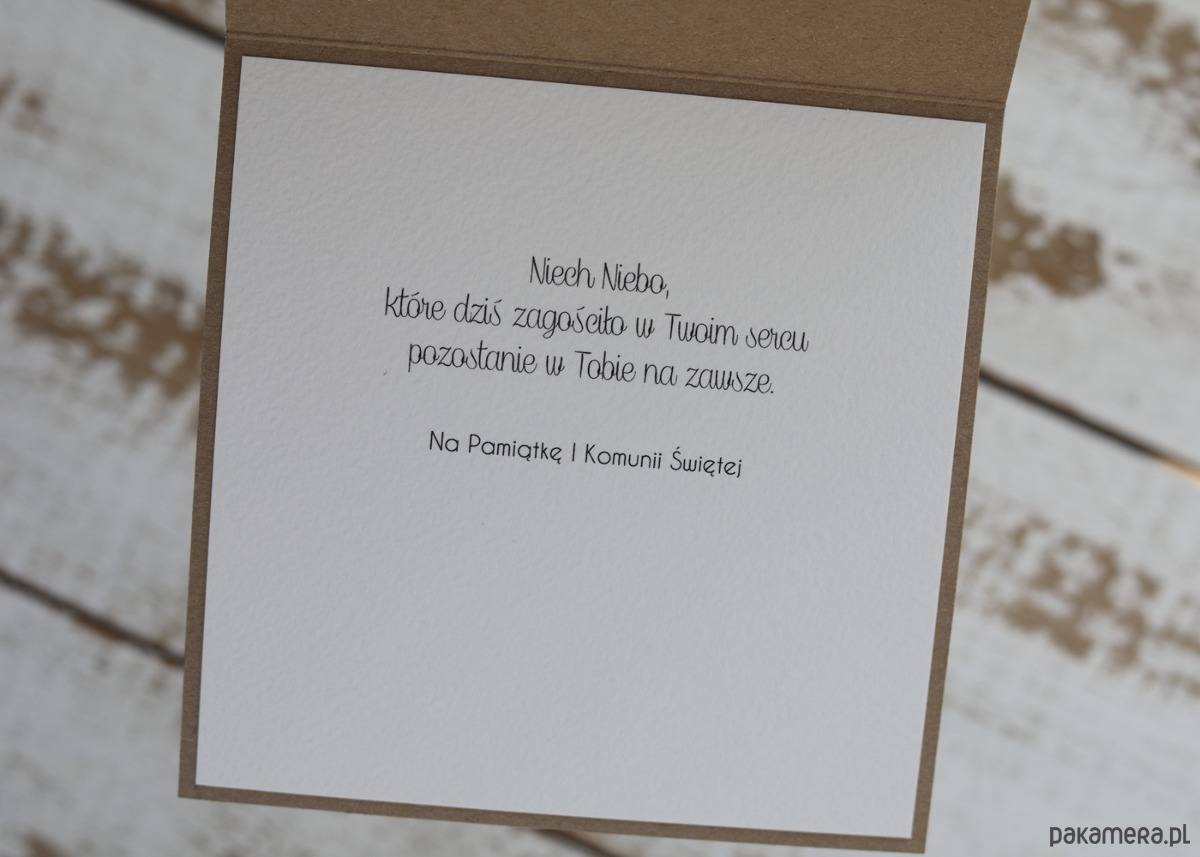 Niech Niebo,
które dziś zagościło w Twoim sercu
pozostanie w Tobie na zawsze.
Na Pamiątkę I Komunii Świętej
pakamera.pl